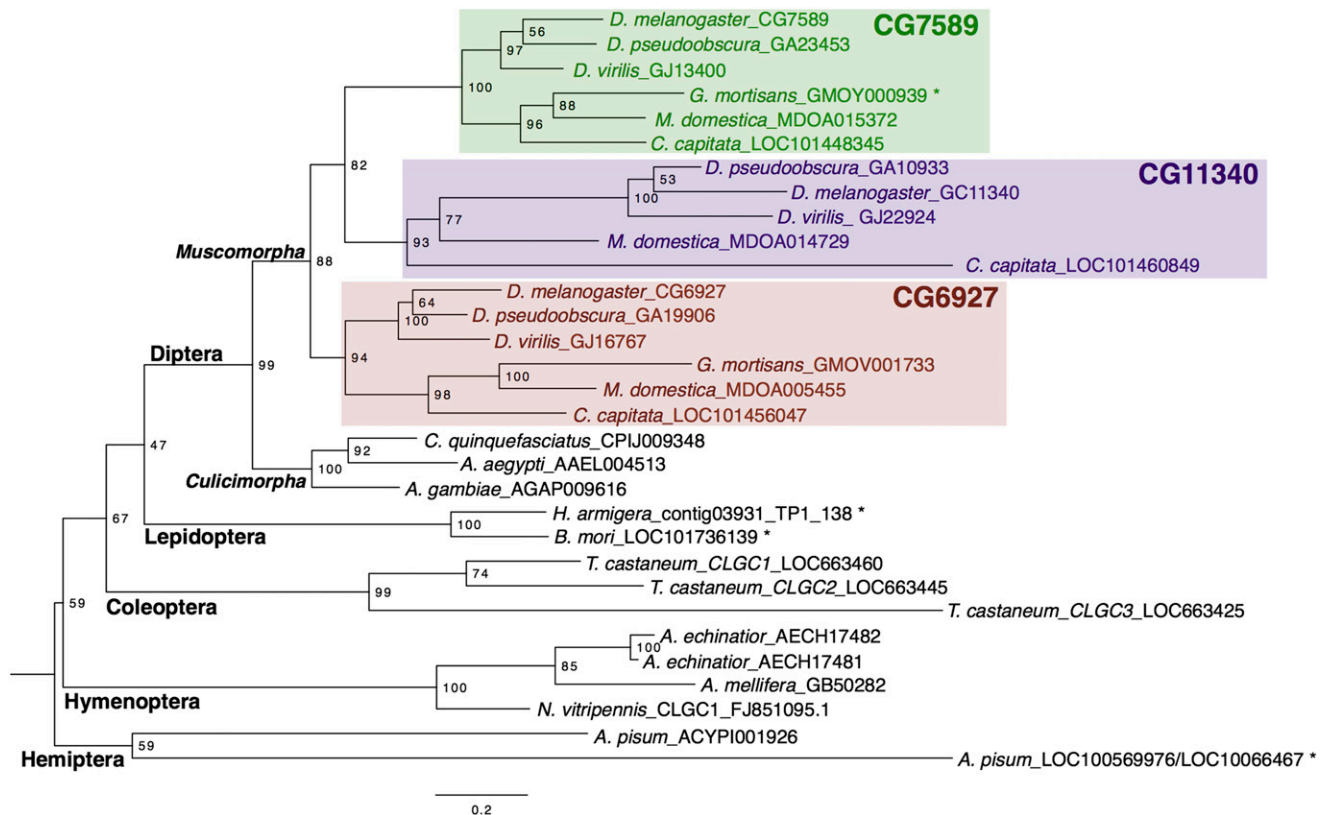 D. melanogaster_CG7589
CG7589
56
D. pseudoobscura_GA23453
97
D. virilis_GJ13400
100
G. mortisans_GMOY000939 *
88
M. domestica_MDOA015372
96
C. capitata_LOC101448345
82
D. pseudoobscura_GA10933
CG11340
53
D. melanogaster_GC11340
100
D. virilis_ GJ22924
77
M. domestica_MDOA014729
93
Muscomorpha
88
C. capitata_LOC101460849
D. melanogaster_CG6927
CG6927
64
D. pseudoobscura_GA19906
100
D. virilis_GJ16767
Diptera
94
99
G. mortisans_GMOV001733
100
M. domestica_MDOA005455
98
C. capitata_LOC101456047
C. quinquefasciatus_CPIJ009348
47
92
A. aegypti_AAEL004513
100
Culicimorpha
A. gambiae_AGAP009616
H. armigera_contig03931_TP1_138 *
67
100
Lepidoptera
B. mori_LOC101736139 *
T. castaneum_CLGC1_LOC663460
74
T. castaneum_CLGC2_LOC663445
99
59
Coleoptera
T. castaneum_CLGC3_LOC663425
A. echinatior_AECH17482
100
A. echinatior_AECH17481
85
A. mellifera_GB50282
100
Hymenoptera
N. vitripennis_CLGC1_FJ851095.1
A. pisum_ACYPI001926
59
Hemiptera
A. pisum_LOC100569976/LOC10066467 *
0.2